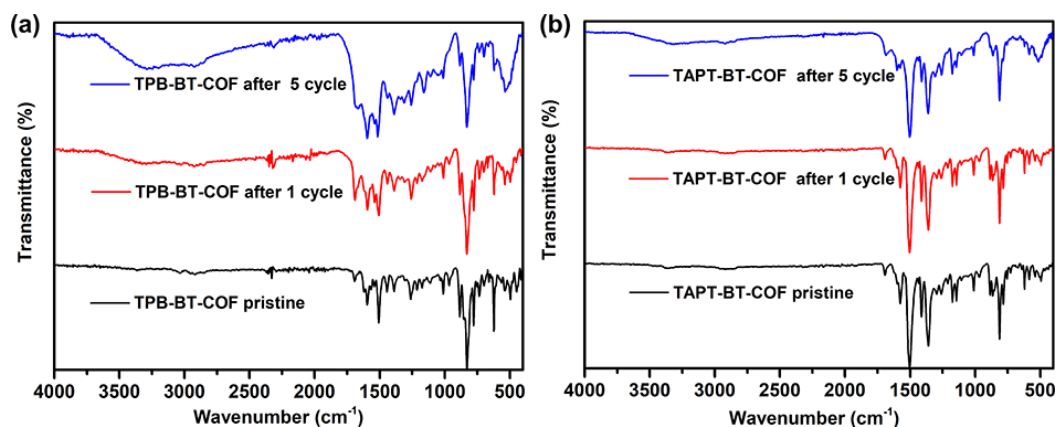 (a)
TPB-BT-COF after 5 cycle
TPB-BT-COF after 1 cycle
TPB-BT-COF pristine
Transmittance (%)
4000 3500 3000 2500 2000 1500 1000 500
Wavenumber (cm⁻¹)
(b)
TAPT-BT-COF after 5 cycle
TAPT-BT-COF after 1 cycle
TAPT-BT-COF pristine
Transmittance (%)
4000 3500 3000 2500 2000 1500 1000 500
Wavenumber (cm⁻¹)